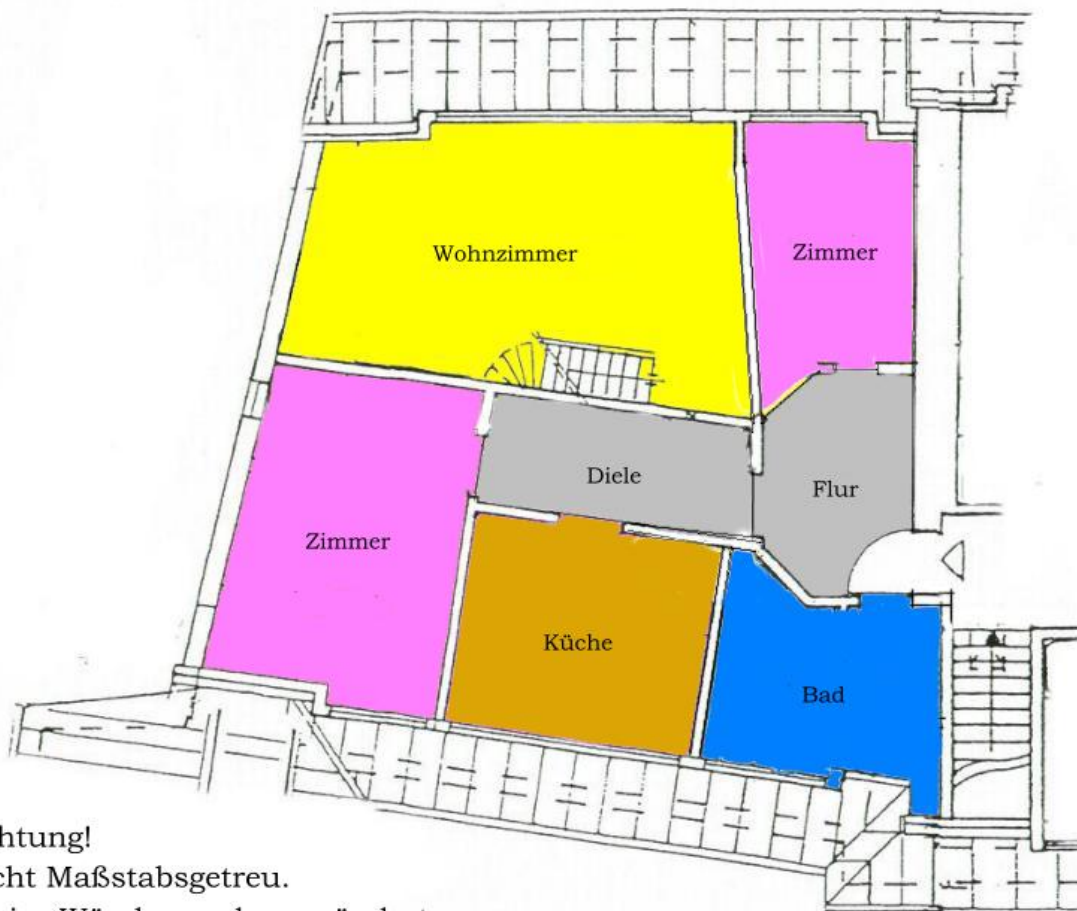 Wohnzimmer
Zimmer
Diele
Flur
Zimmer
Küche
Bad
htung!
cht Maßstabsgetreu.